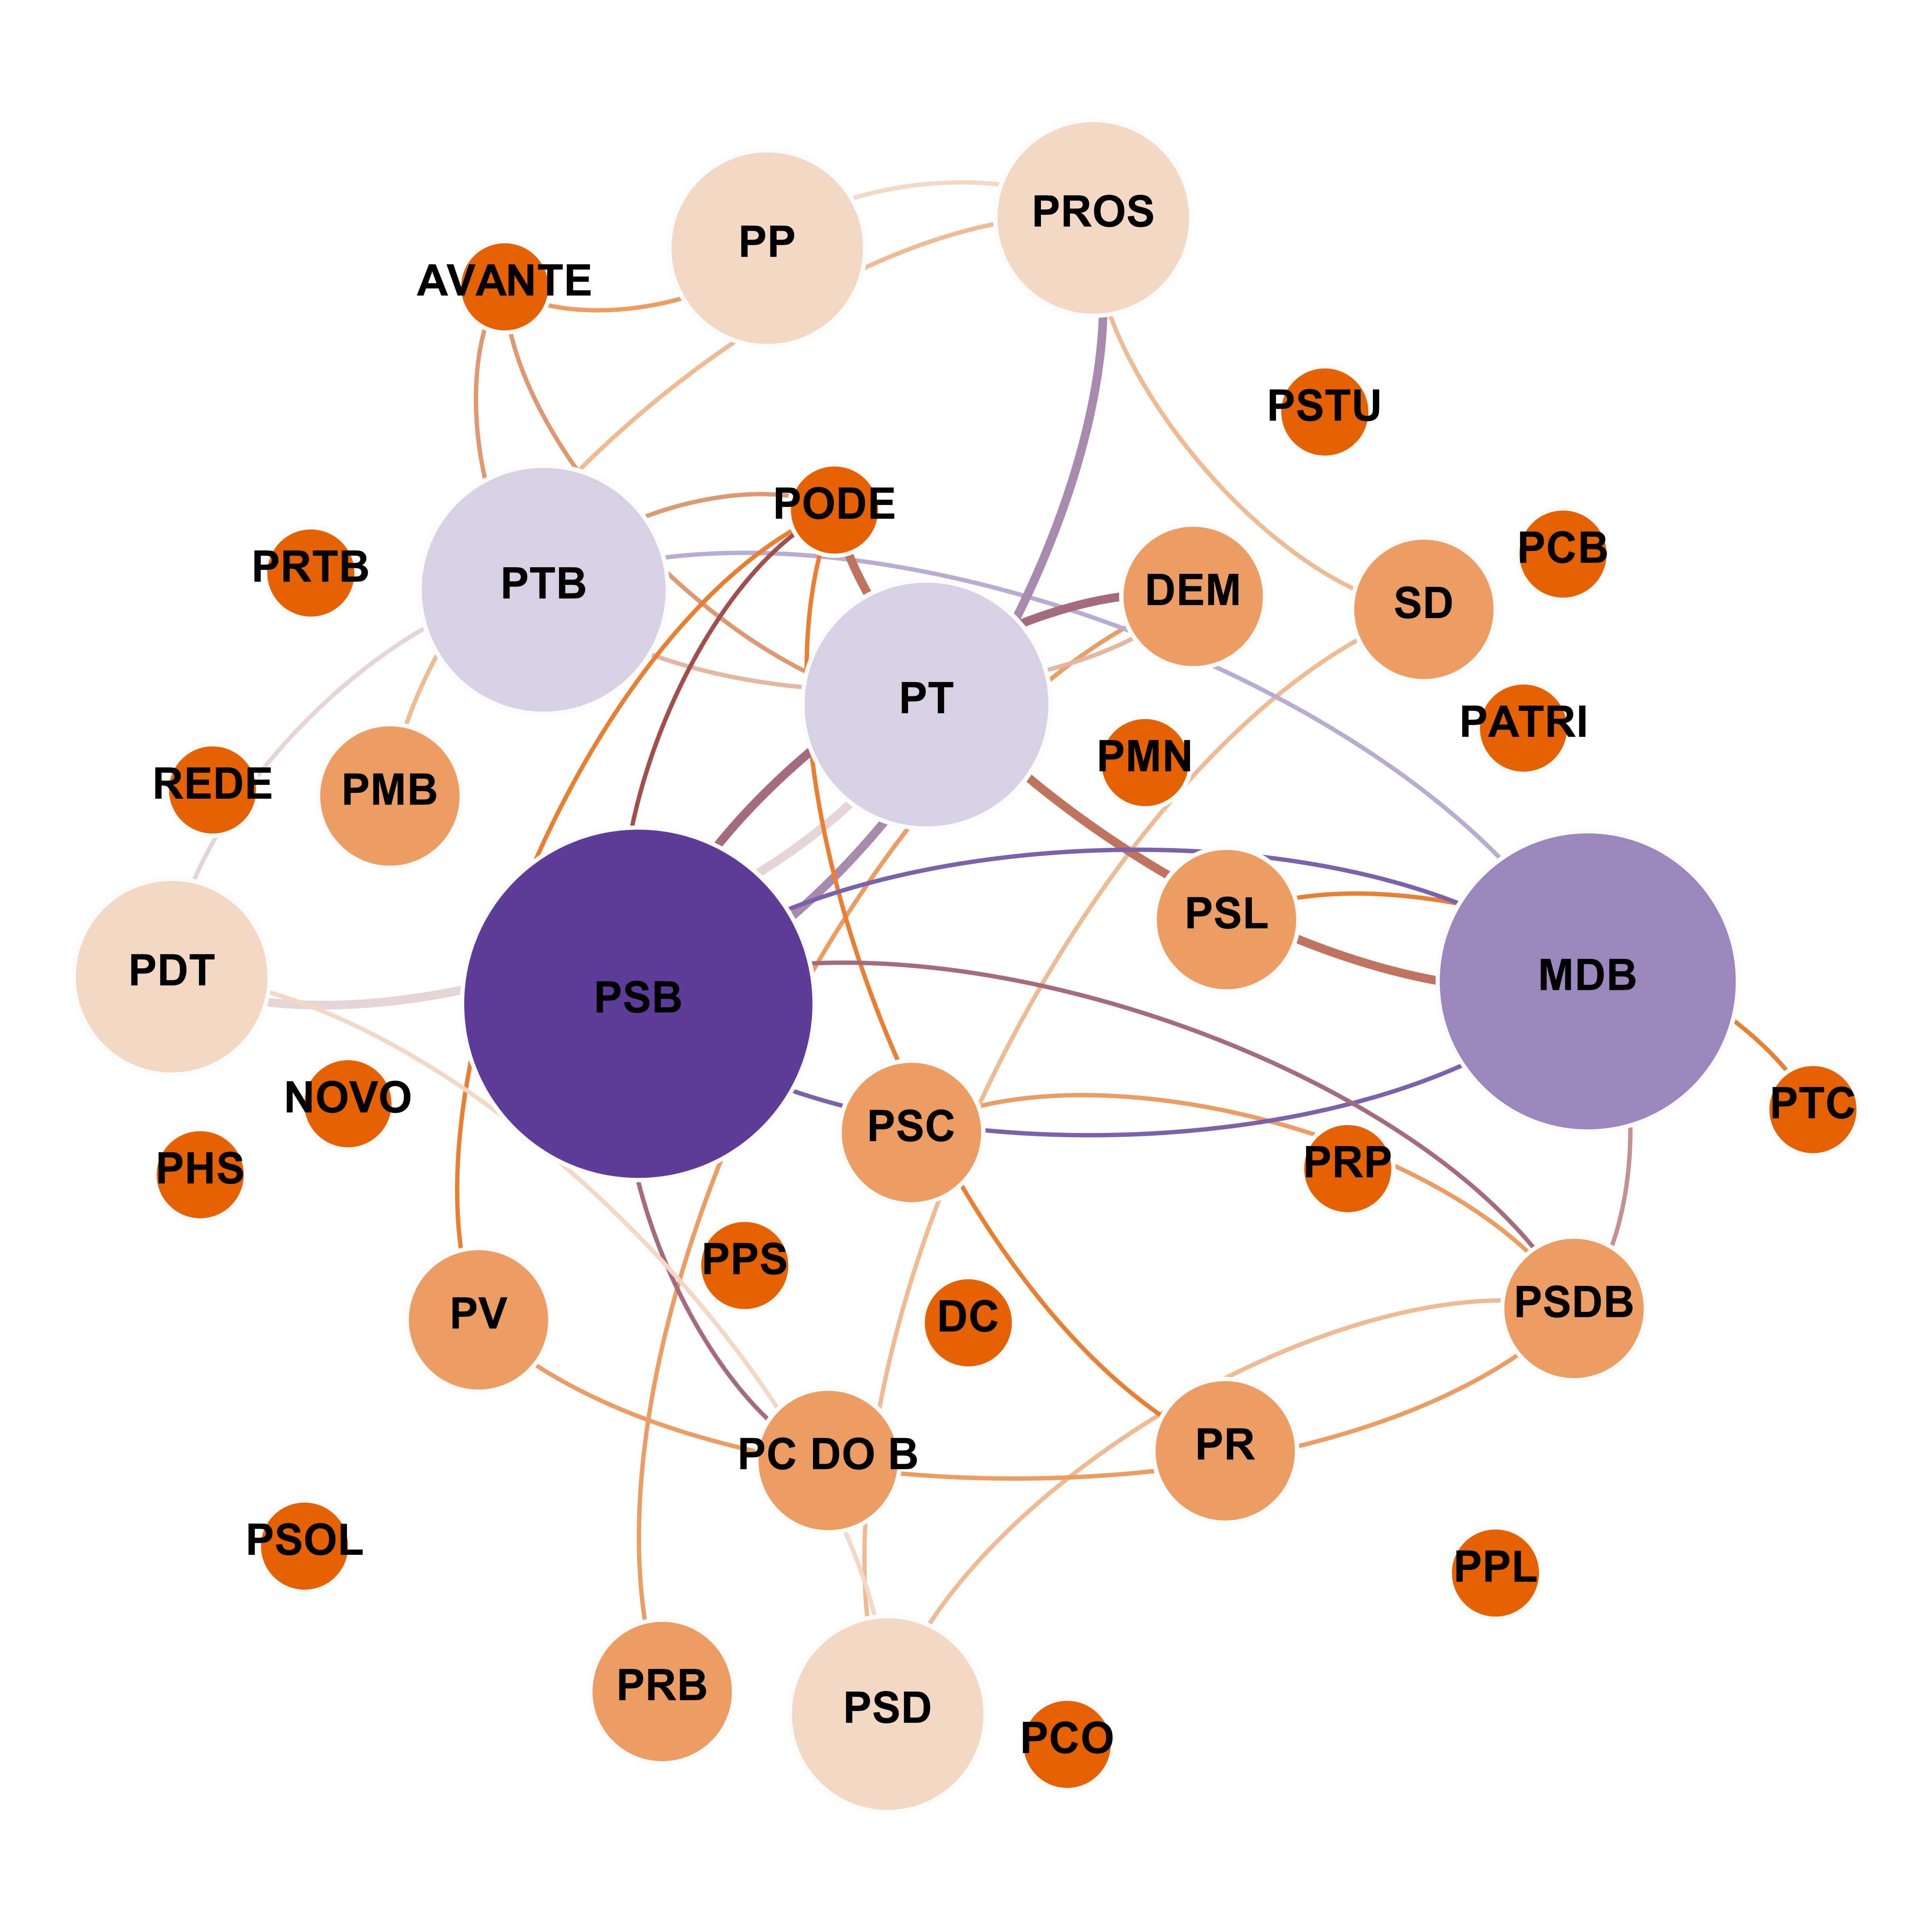 PROS
PP
AVANTE
PSTU
PODE
PCB
PRTB
PTB
DEM
SD
PT
PATRI
PMN
REDE
PMB
PSL
PDT
MDB
PSB
NOVO
PTC
PSC
PRP
PHS
PPS
PSDB
PV
DC
PR
PC DO B
PSOL
PPL
PRB
PSD
PCO